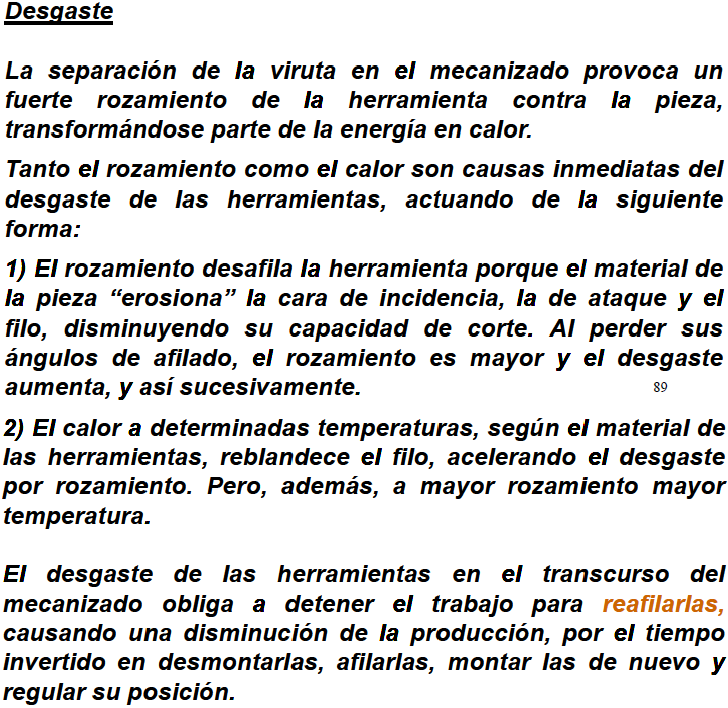 Desgaste
La separación de la viruta en el mecanizado provoca un
fuerte rozamiento de la herramienta contra la pieza,
transformándose parte de la energía en calor.
Tanto el rozamiento como el calor son causas inmediatas del
desgaste de las herramientas, actuando de la siguiente
forma:
1) El rozamiento desafila la herramienta porque el material de
la pieza “erosiona” la cara de incidencia, la de ataque y el
filo, disminuyendo su capacidad de corte. Al perder sus
ángulos de afilado, el rozamiento es mayor y el desgaste
aumenta, y así sucesivamente.
89
2) El calor a determinadas temperaturas, según el material de
las herramientas, reblandece el filo, acelerando el desgaste
por rozamiento. Pero, además, a mayor rozamiento mayor
temperatura.
El desgaste de las herramientas en el transcurso del
mecanizado obliga a detener el trabajo para reafilarlas,
causando una disminución de la producción, por el tiempo
invertido en desmontarlas, afilarlas, montar las de nuevo y
regular su posición.